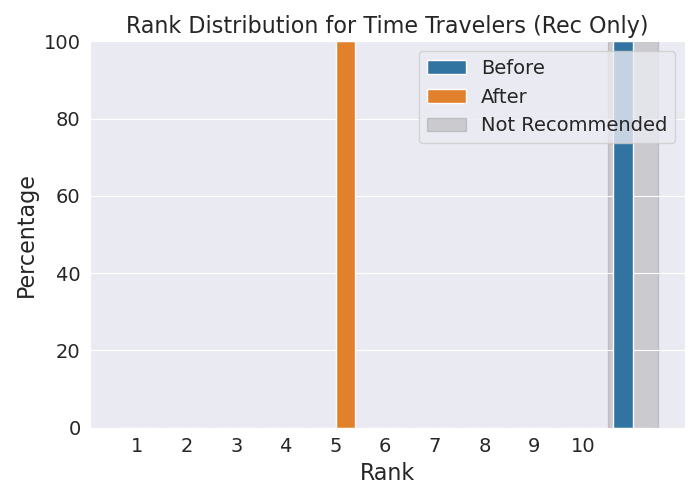 Rank Distribution for Time Travelers (Rec Only)
100
80
60
40
20
0
Percentage
Before
After
Not Recommended
1 2 3 4 5 6 7 8 9 10
Rank